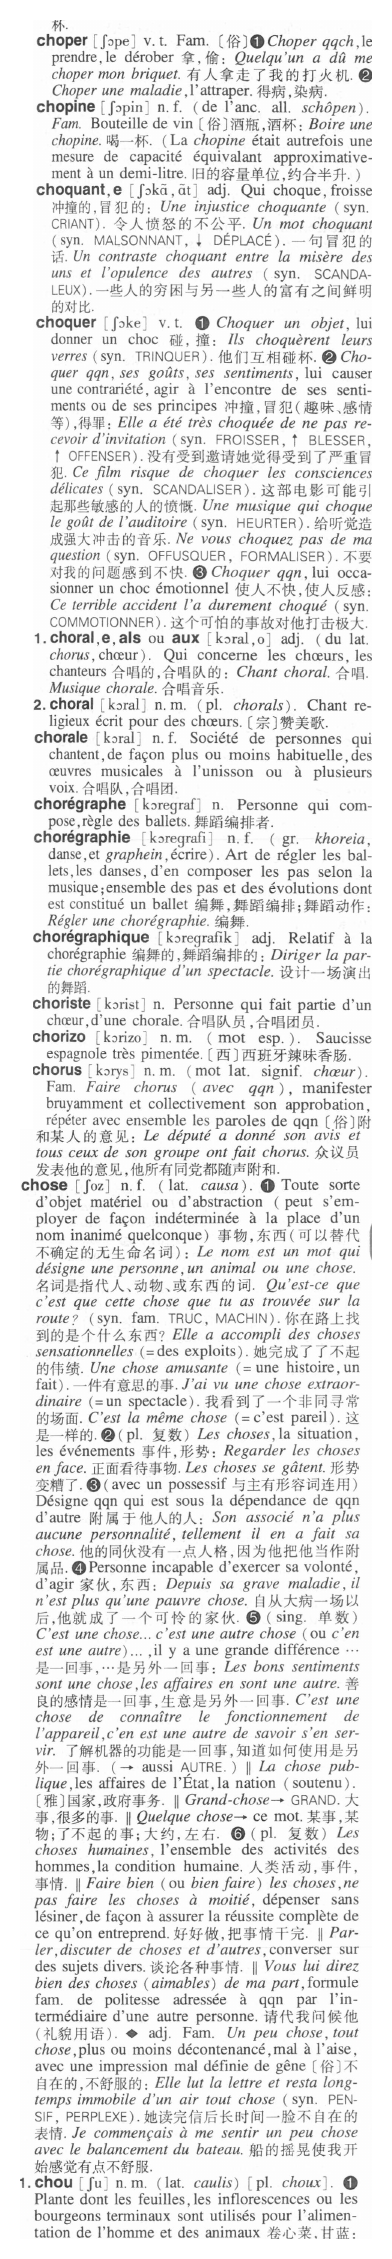 杯.
choper [ʃɔpe] v. t. Fam. 〔俗〕❶ Choper qqch, le
prendre, le dérober 拿, 偷: Quelqu'un a dû me
choper mon briquet. 有人拿走了我的打火机. ❷
Choper une maladie, l'attraper. 得病,染病.
chopine [ʃɔpin] n. f. (de l'anc. all. schôpen).
Fam. Bouteille de vin〔俗〕酒瓶,酒杯: Boire une
chopine. 喝一杯. (La chopine était autrefois une
mesure de capacité équivalant approximative-
ment à un demi-litre. 旧的容量单位,约合半升. )
choquant, e [ʃɔkɑ̃, ɑ̃t] adj. Qui choque, froisse
冲撞的,冒犯的: Une injustice choquante (syn.
CRIANT). 令人愤怒的不公平. Un mot choquant
(syn. MALSONNANT, ↓ DÉPLACÉ). 一句冒犯的
话. Un contraste choquant entre la misère des
uns et l'opulence des autres (syn. SCANDA-
LEUX). 一些人的穷困与另一些人的富有之间鲜明
的对比.
choquer [ʃɔke] v. t. ❶ Choquer un objet, lui
donner un choc 碰, 撞: Ils choquèrent leurs
verres (syn. TRINQUER). 他们互相碰杯. ❷ Cho-
quer qqn, ses goûts, ses sentiments, lui causer
une contrariété, agir à l'encontre de ses senti-
ments ou de ses principes 冲撞,冒犯(趣味、感情
等),得罪: Elle a été très choquée de ne pas re-
cevoir d'invitation (syn. FROISSER, ↑ BLESSER,
↑ OFFENSER). 没有受到邀请她觉得受到了严重冒
犯. Ce film risque de choquer les consciences
délicates (syn. SCANDALISER). 这部电影可能引
起那些敏感的人的愤慨. Une musique qui choque
le goût de l'auditoire (syn. HEURTER). 给听觉造
成强大冲击的音乐. Ne vous choquez pas de ma
question (syn. OFFUSQUER, FORMALISER). 不要
对我的问题感到不快. ❸ Choquer qqn, lui occa-
sionner un choc émotionnel 使人不快,使人反感:
Ce terrible accident l'a durement choqué (syn.
COMMOTIONNER). 这个可怕的事故对他打击极大.
1. choral, e, als ou aux [kɔral, o] adj. (du lat.
chorus, chœur). Qui concerne les chœurs, les
chanteurs 合唱的,合唱队的: Chant choral. 合唱.
Musique chorale. 合唱音乐.
2. choral [kɔral] n. m. (pl. chorals). Chant re-
ligieux écrit pour des chœurs. 〔宗〕赞美歌.
chorale [kɔral] n. f. Société de personnes qui
chantent, de façon plus ou moins habituelle, des
œuvres musicales à l'unisson ou à plusieurs
voix. 合唱队,合唱团.
chorégraphe [kɔregraf] n. Personne qui com-
pose, règle des ballets. 舞蹈编排者.
chorégraphie [kɔregrafi] n. f. ( gr. khoreia,
danse, et graphein, écrire). Art de régler les bal-
lets, les danses, d'en composer les pas selon la
musique; ensemble des pas et des évolutions dont
est constitué un ballet 编舞,舞蹈编排;舞蹈动作:
Régler une chorégraphie. 编舞.
chorégraphique [kɔregrafik] adj. Relatif à la
chorégraphie 编舞的,舞蹈编排的: Diriger la par-
tie chorégraphique d'un spectacle. 设计一场演出
的舞蹈.
choriste [kɔrist] n. Personne qui fait partie d'un
chœur, d'une chorale. 合唱队员,合唱团员.
chorizo [kɔrizo] n. m. ( mot esp. ). Saucisse
espagnole très pimentée. 〔西〕西班牙辣味香肠.
chorus [kɔrys] n. m. (mot lat. signif. chœur).
Fam. Faire chorus ( avec qqn ), manifester
bruyamment et collectivement son approbation,
répéter avec ensemble les paroles de qqn〔俗〕附
和某人的意见: Le député a donné son avis et
tous ceux de son groupe ont fait chorus. 众议员
发表他的意见,他所有同党都随声附和.
chose [ʃoz] n. f. (lat. causa). ❶ Toute sorte
d'objet matériel ou d'abstraction ( peut s'em-
ployer de façon indéterminée à la place d'un
nom inanimé quelconque) 事物,东西(可以替代
不确定的无生命名词): Le nom est un mot qui
désigne une personne, un animal ou une chose.
名词是指代人、动物、或东西的词. Qu'est-ce que
c'est que cette chose que tu as trouvée sur la
route? (syn. fam. TRUC, MACHIN). 你在路上找
到的是个什么东西? Elle a accompli des choses
sensationnelles (= des exploits). 她完成了了不起
的伟绩. Une chose amusante (= une histoire, un
fait). 一件有意思的事. J'ai vu une chose extraor-
dinaire (= un spectacle). 我看到了一个非同寻常
的场面. C'est la même chose (= c'est pareil). 这
是一样的. ❷ (pl. 复数) Les choses, la situation,
les événements 事件,形势: Regarder les choses
en face. 正面看待事物. Les choses se gâtent. 形势
变糟了. ❸ (avec un possessif 与主有形容词连用)
Désigne qqn qui est sous la dépendance de qqn
d'autre 附属于他人的人: Son associé n'a plus
aucune personnalité, tellement il en a fait sa
chose. 他的同伙没有一点人格,因为他把他当作附
属品. ❹ Personne incapable d'exercer sa volonté,
d'agir 家伙,东西: Depuis sa grave maladie, il
n'est plus qu'une pauvre chose. 自从大病一场以
后,他就成了一个可怜的家伙. ❺ (sing. 单数)
C'est une chose... c'est une autre chose (ou c'en
est une autre)..., il y a une grande différence …
是一回事,…是另外一回事: Les bons sentiments
sont une chose, les affaires en sont une autre. 善
良的感情是一回事,生意是另外一回事. C'est une
chose de connaître le fonctionnement de
l'appareil, c'en est une autre de savoir s'en ser-
vir. 了解机器的功能是一回事,知道如何使用是另
外一回事. (→ aussi AUTRE.) ‖ La chose pub-
lique, les affaires de l'État, la nation (soutenu).
〔雅〕国家,政府事务. ‖ Grand-chose→ GRAND. 大
事,很多的事. ‖ Quelque chose→ ce mot. 某事,某
物;了不起的事;大约, 左右. ❻ (pl. 复数) Les
choses humaines, l'ensemble des activités des
hommes, la condition humaine. 人类活动,事件,
事情. ‖ Faire bien (ou bien faire) les choses, ne
pas faire les choses à moitié, dépenser sans
lésiner, de façon à assurer la réussite complète de
ce qu'on entreprend. 好好做,把事情干完. ‖ Par-
ler, discuter de choses et d'autres, converser sur
des sujets divers. 谈论各种事情. ‖ Vous lui direz
bien des choses (aimables) de ma part, formule
fam. de politesse adressée à qqn par l'in-
termédiaire d'une autre personne. 请代我问候他
(礼貌用语). ◆ adj. Fam. Un peu chose, tout
chose, plus ou moins décontenancé, mal à l'aise,
avec une impression mal définie de gêne〔俗〕不
自在的,不舒服的: Elle lut la lettre et resta long-
temps immobile d'un air tout chose (syn. PEN-
SIF, PERPLEXE). 她读完信后长时间一脸不自在的
表情. Je commençais à me sentir un peu chose
avec le balancement du bateau. 船的摇晃使我开
始感觉有点不舒服.
1. chou [ʃu] n. m. (lat. caulis) [pl. choux]. ❶
Plante dont les feuilles, les inflorescences ou les
bourgeons terminaux sont utilisés pour l'alimen-
tation de l'homme et des animaux 卷心菜,甘蓝: